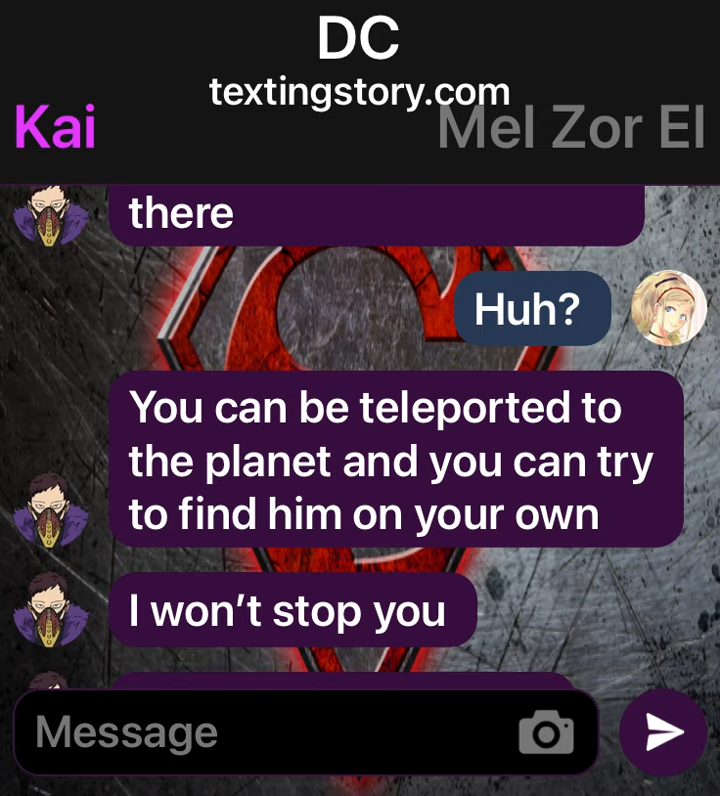 DC
textingstory.com
Kai
Mel Zor El
there
Huh?
You can be teleported to
the planet and you can try
to find him on your own
I won’t stop you
Message